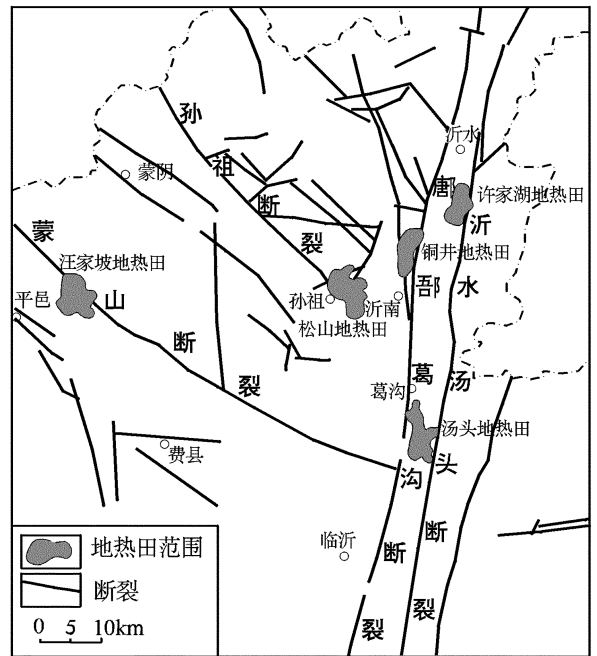 孙祖断裂
沂水
蒙阴
唐吾葛沟断裂
许家湖地热田
沂水汤头断裂
蒙山断裂
汪家坡地热田
铜井地热田
平邑
孙祖
沂南
松山地热田
葛沟
汤头地热田
费县
临沂
地热田范围
断裂
0 5 10km